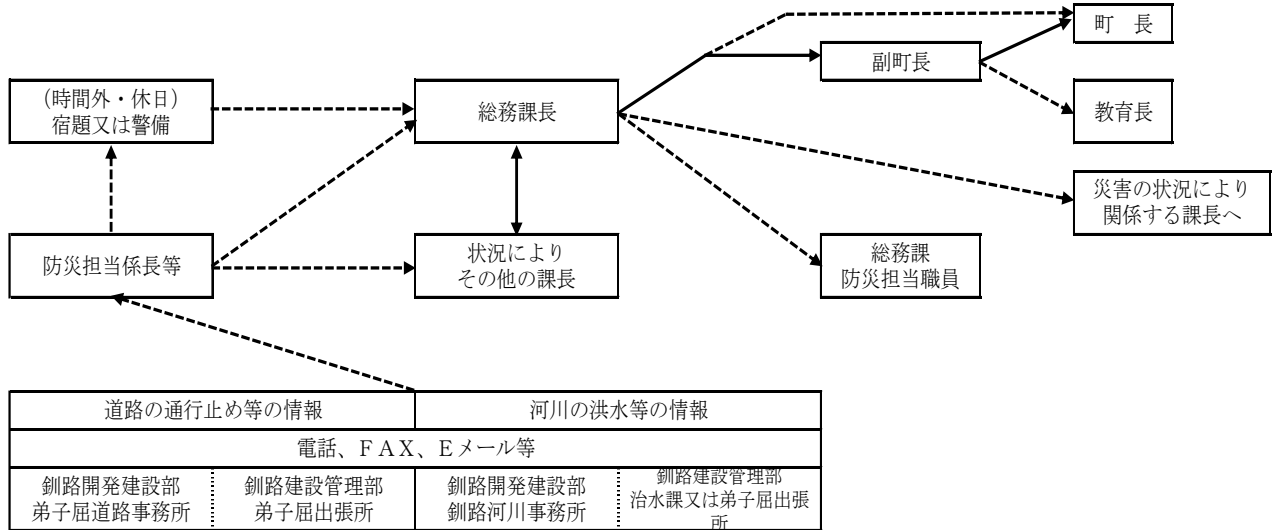 町　長
副町長
(時間外・休日)
宿題又は警備
総務課長
教育長
災害の状況により
関係する課長へ
防災担当係長等
状況により
その他の課長
総務課
防災担当職員
道路の通行止め等の情報
河川の洪水等の情報
電話、ＦＡＸ、Ｅメール等
釧路開発建設部
弟子屈道路事務所
釧路建設管理部
弟子屈出張所
釧路開発建設部
釧路河川事務所
釧路建設管理部
治水課又は弟子屈出張
所